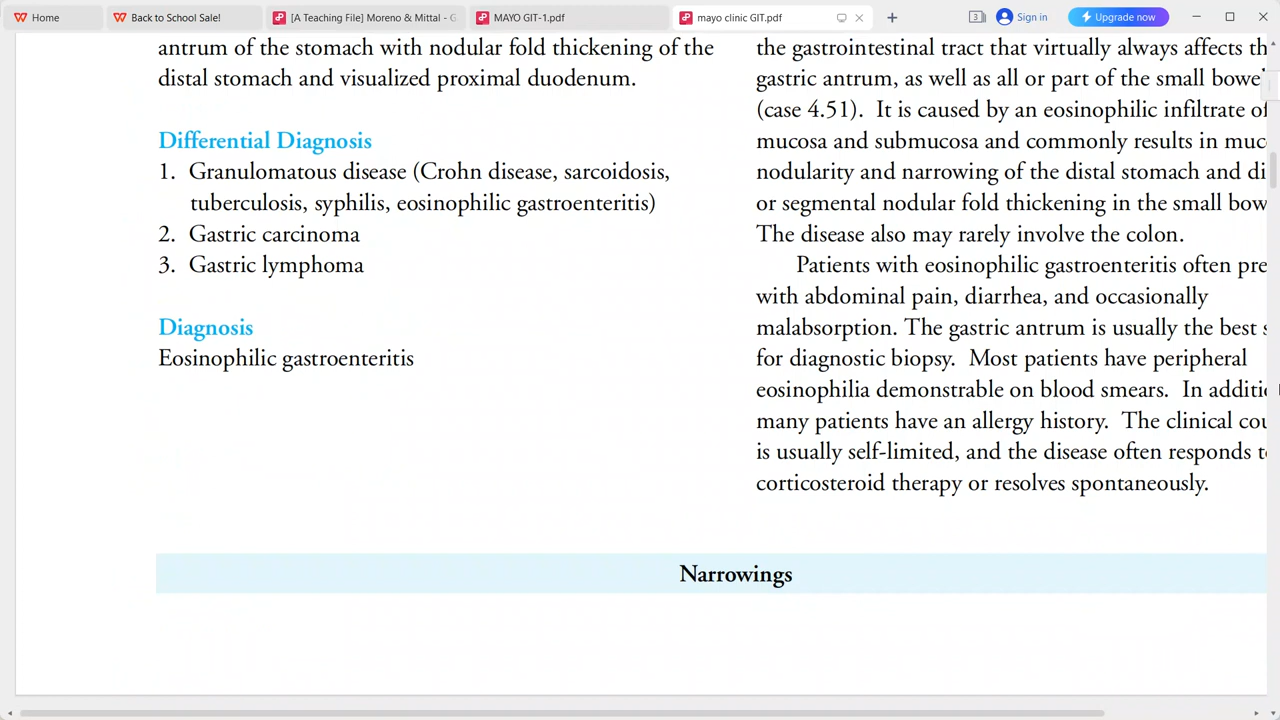 Home
Back to School Sale!
[A Teaching File] Moreno & Mittal - G
MAYO GIT-1.pdf
mayo clinic GIT.pdf
3
Sign in
Upgrade now
antrum of the stomach with nodular fold thickening of the
distal stomach and visualized proximal duodenum.
Differential Diagnosis
1. Granulomatous disease (Crohn disease, sarcoidosis,
tuberculosis, syphilis, eosinophilic gastroenteritis)
2. Gastric carcinoma
3. Gastric lymphoma
Diagnosis
Eosinophilic gastroenteritis
the gastrointestinal tract that virtually always affects th
gastric antrum, as well as all or part of the small bowe
(case 4.51). It is caused by an eosinophilic infiltrate of
mucosa and submucosa and commonly results in muc
nodularity and narrowing of the distal stomach and di
or segmental nodular fold thickening in the small bow
The disease also may rarely involve the colon.
Patients with eosinophilic gastroenteritis often pre
with abdominal pain, diarrhea, and occasionally
malabsorption. The gastric antrum is usually the best s
for diagnostic biopsy. Most patients have peripheral
eosinophilia demonstrable on blood smears. In additi
many patients have an allergy history. The clinical cou
is usually self-limited, and the disease often responds t
corticosteroid therapy or resolves spontaneously.
Narrowings